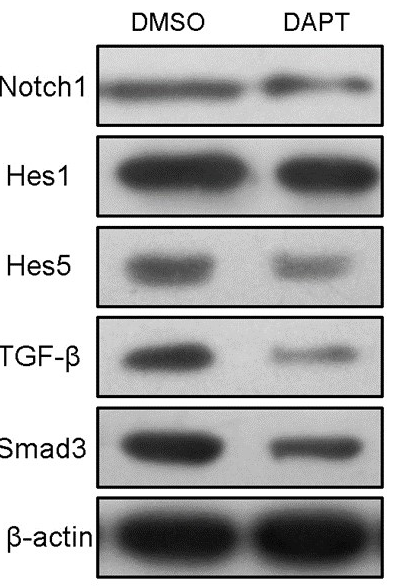 DMSO DAPT
Notch1
Hes1
Hes5
TGF-β
Smad3
β-actin